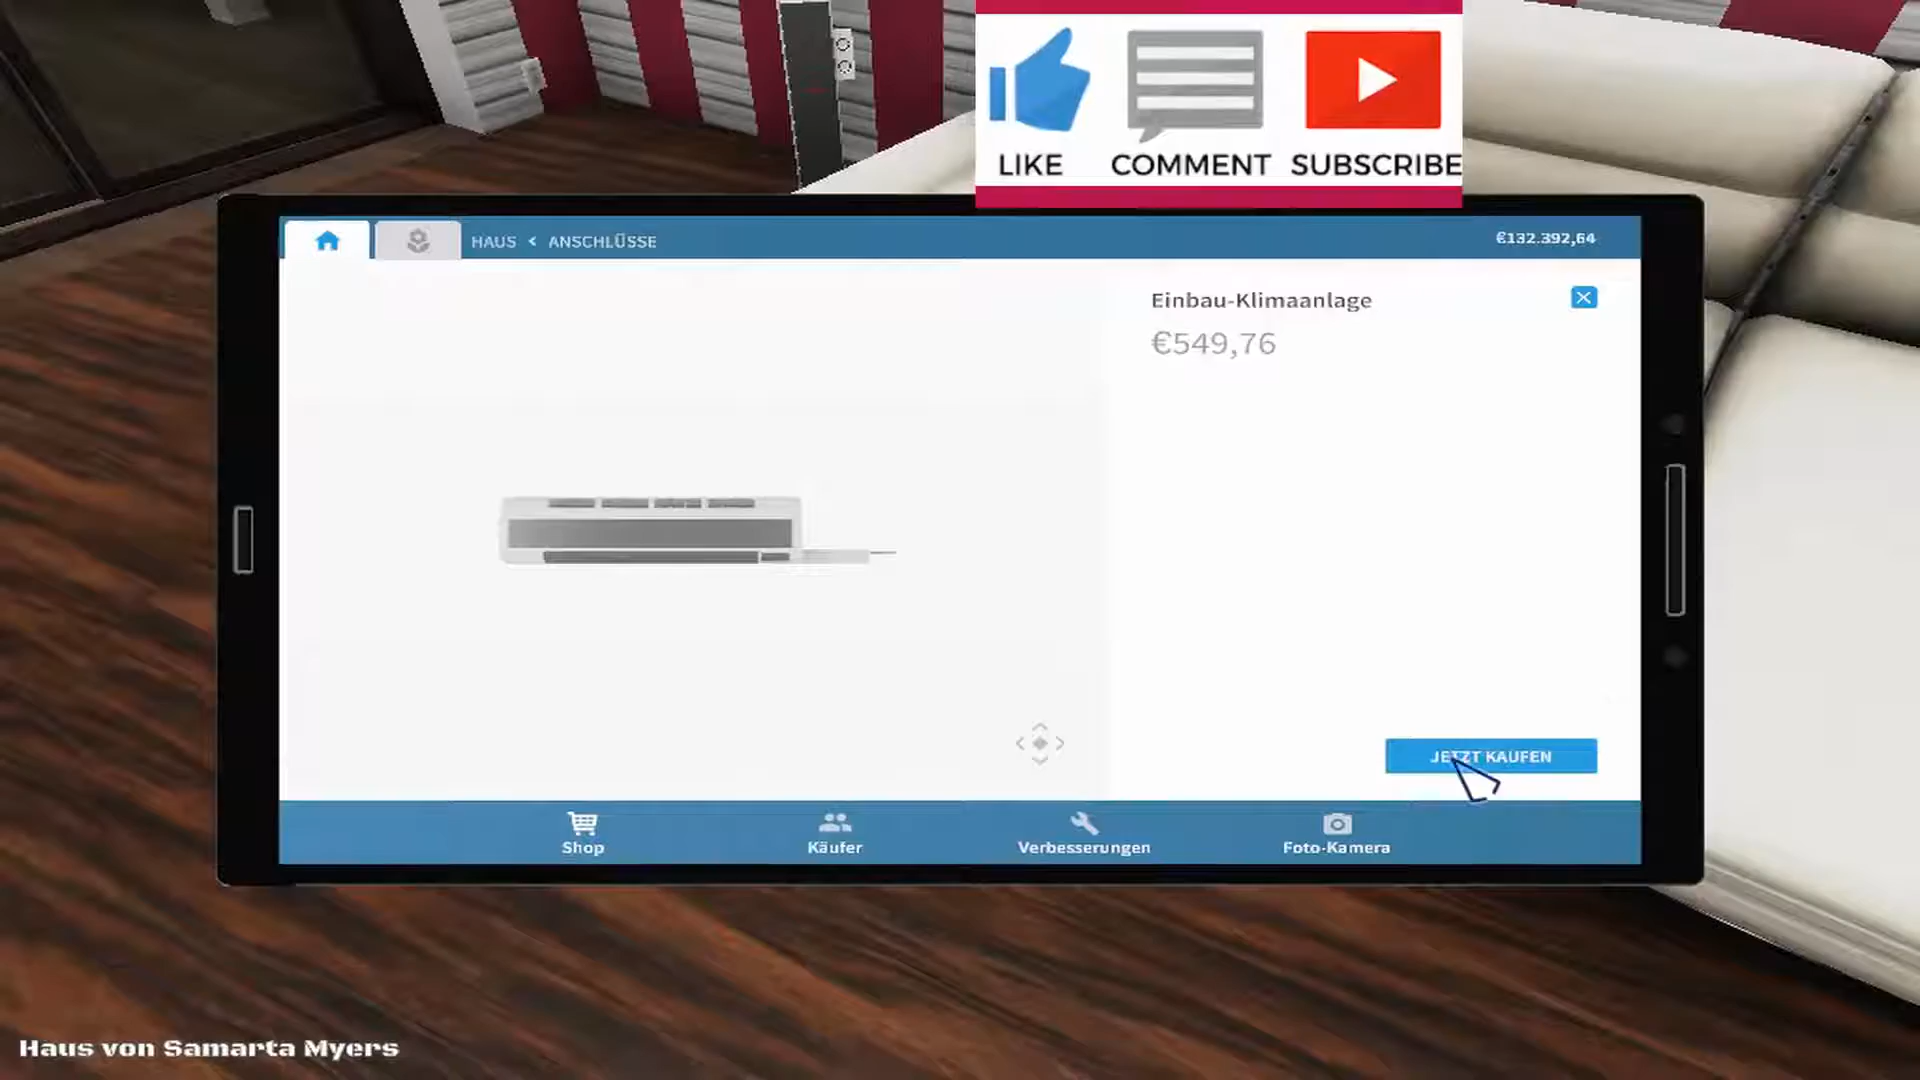 LIKE COMMENT SUBSCRIBE
HAUS < ANSCHLÜSSE
€132.392,64
Einbau-Klimaanlage
€549,76
JETZT KAUFEN
Shop Käufer Verbesserungen Foto-Kamera
Haus von Samarta Myers